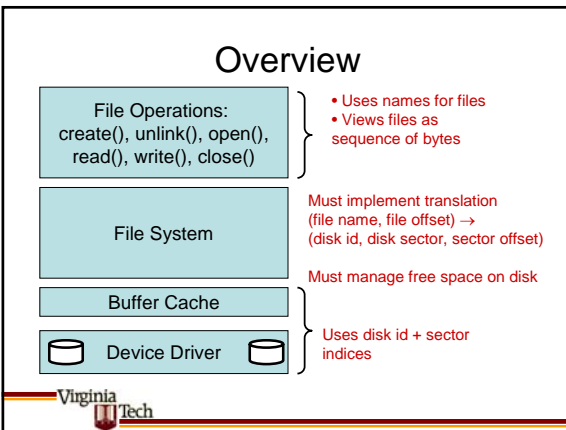 Overview
File Operations:
create(), unlink(), open(),
read(), write(), close()
• Uses names for files
• Views files as
sequence of bytes
File System
Must implement translation
(file name, file offset) →
(disk id, disk sector, sector offset)
Must manage free space on disk
Buffer Cache
Device Driver
Uses disk id + sector
indices
Virginia
Tech